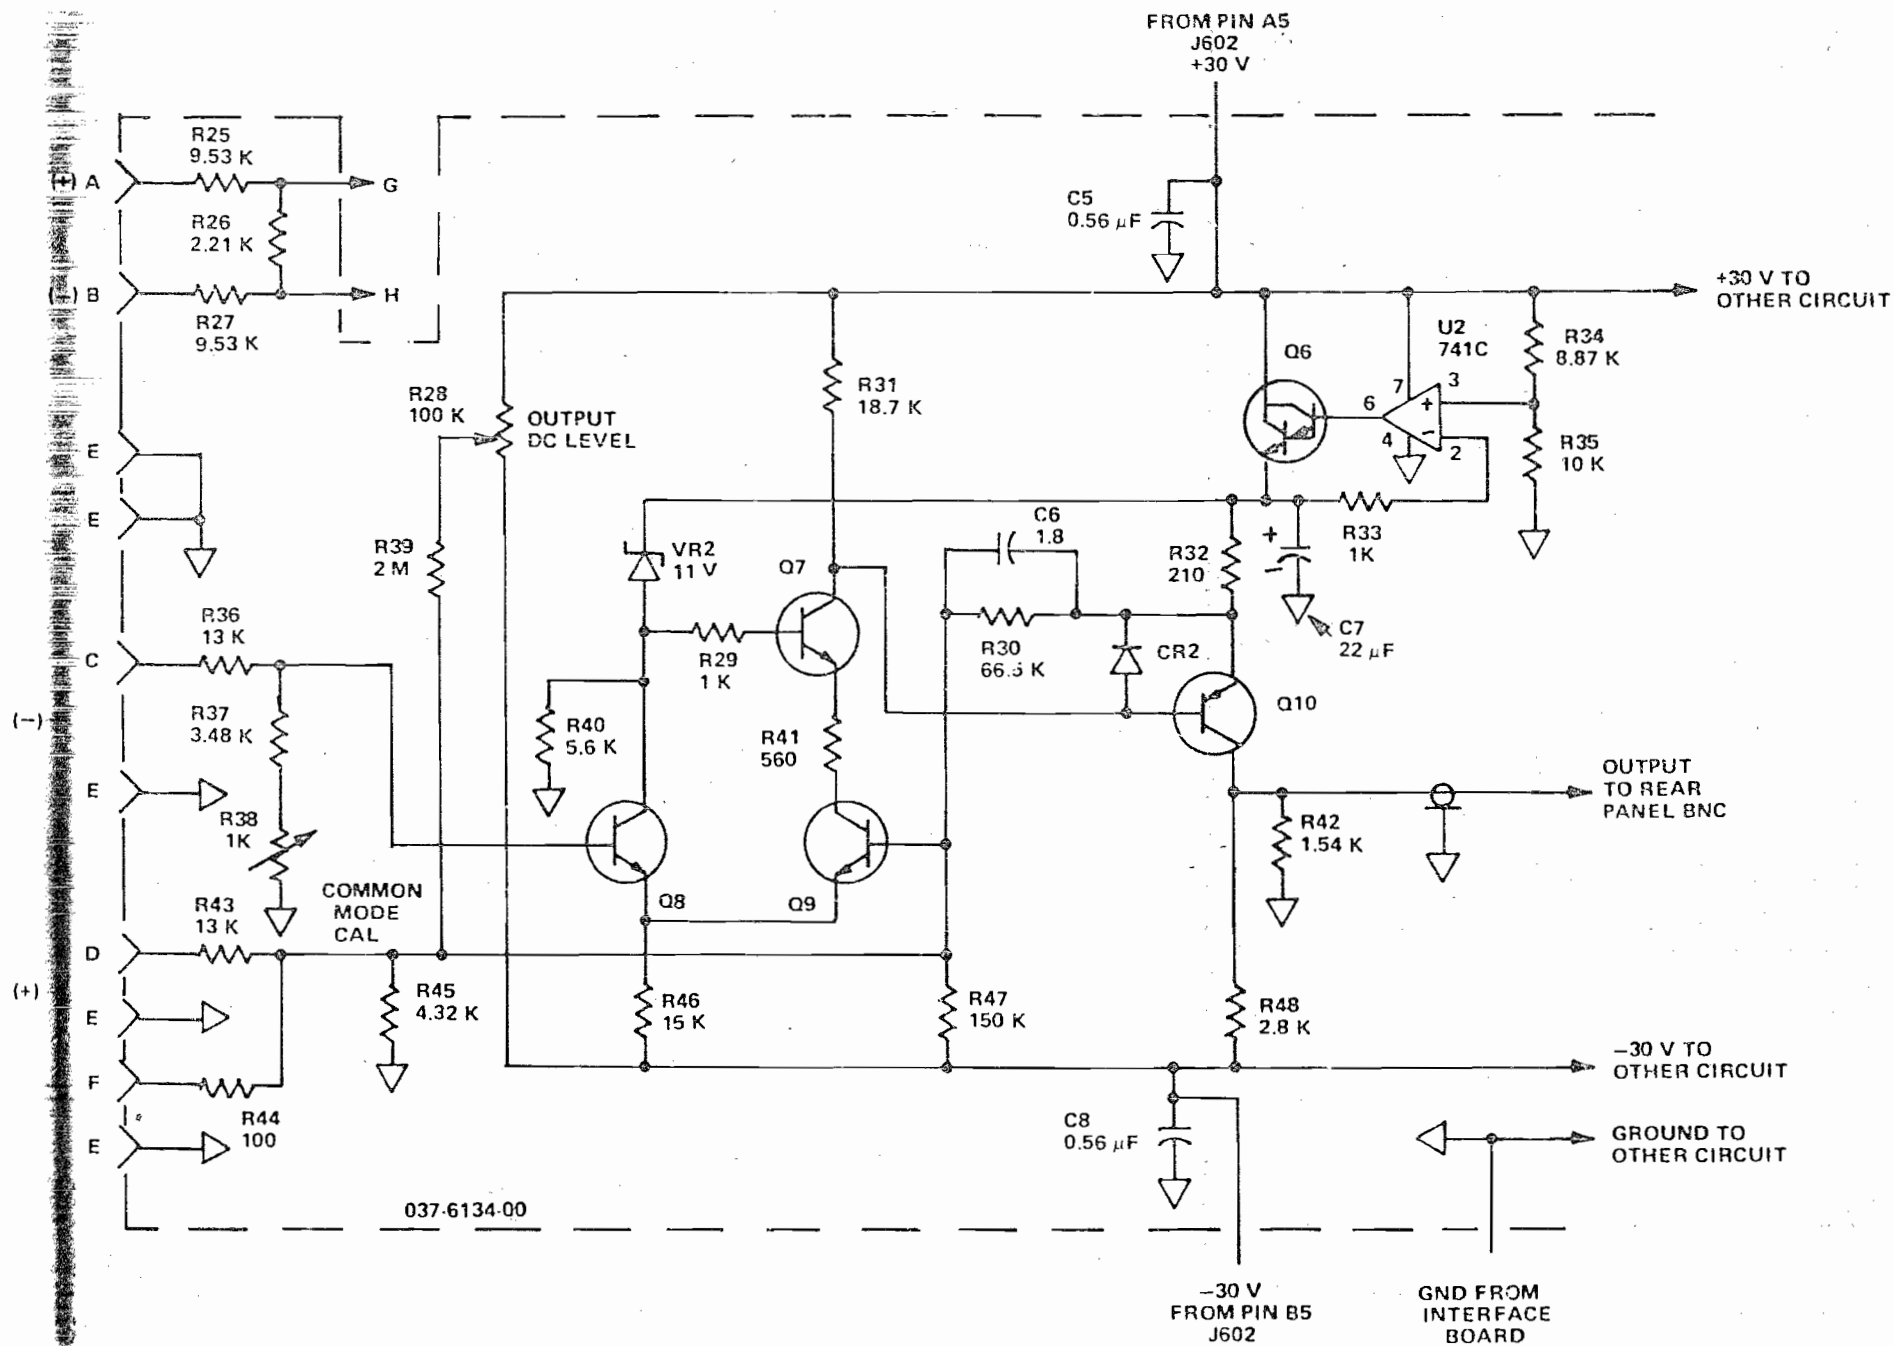 FROM PIN A5
J602
+30 V
R25
9.53 K
(+) A
G
R26
2.21 K
C5
0.56 µF
(-) B
H
R27
9.53 K
+30 V TO
OTHER CIRCUIT
U2
741C
R34
8.87 K
Q6
R31
18.7 K
R28
100 K
OUTPUT
DC LEVEL
7
3
6
+
4
-
2
R35
10 K
E
E
C6
1.8
R33
1K
R39
2 M
VR2
11 V
Q7
R32
210
+
-
R36
13 K
C
R29
1 K
R30
CR2
C7
22 µF
R37
3.48 K
(-)
R40
5.6 K
R41
560
Q10
E
OUTPUT
TO REAR
PANEL BNC
R38
1K
R42
1.54 K
COMMON
MODE
CAL
Q8
Q9
R43
13 K
D
(+)
R45
4.32 K
R46
15 K
R47
150 K
R48
2.8 K
E
F
-30 V TO
OTHER CIRCUIT
R44
100
E
C8
0.56 µF
GROUND TO
OTHER CIRCUIT
037-6134-00
-30 V
FROM PIN B5
J602
GND FROM
INTERFACE
BOARD